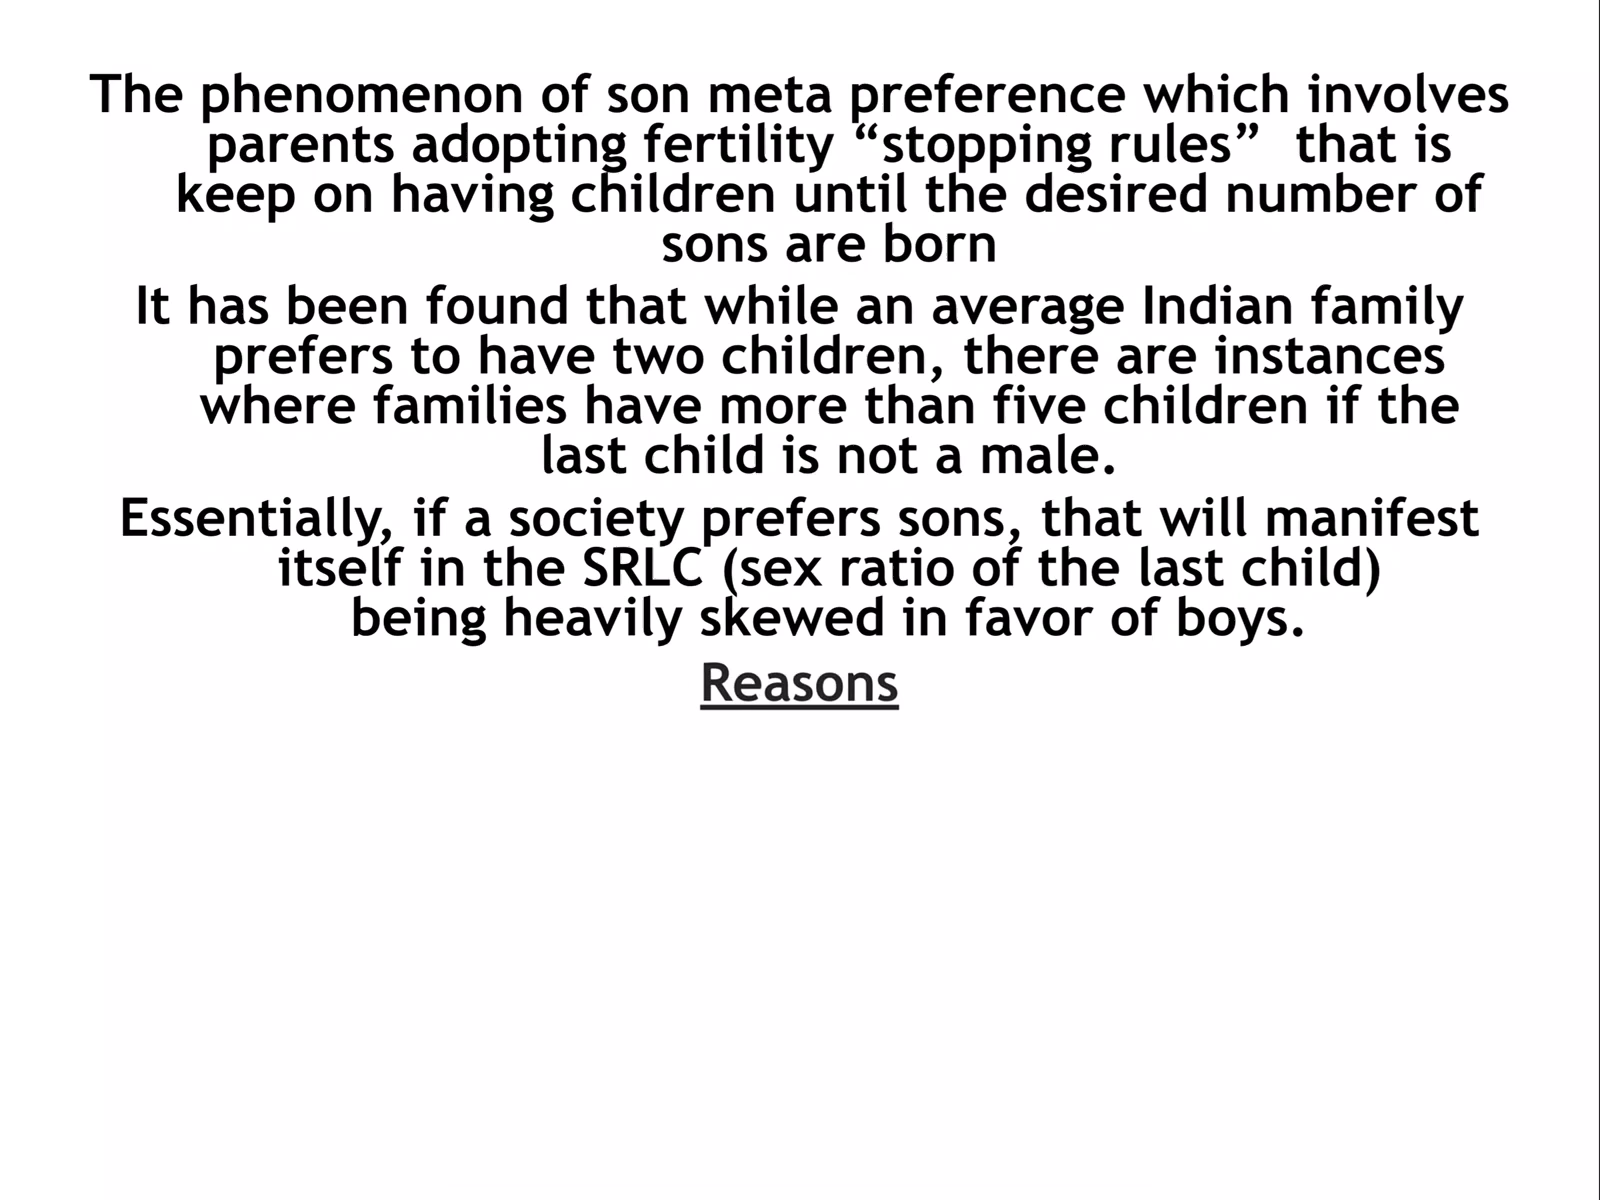 The phenomenon of son meta preference which involves
parents adopting fertility “stopping rules”  that is
keep on having children until the desired number of
sons are born
It has been found that while an average Indian family
prefers to have two children, there are instances
where families have more than five children if the
last child is not a male.
Essentially, if a society prefers sons, that will manifest
itself in the SRLC (sex ratio of the last child)
being heavily skewed in favor of boys.
Reasons